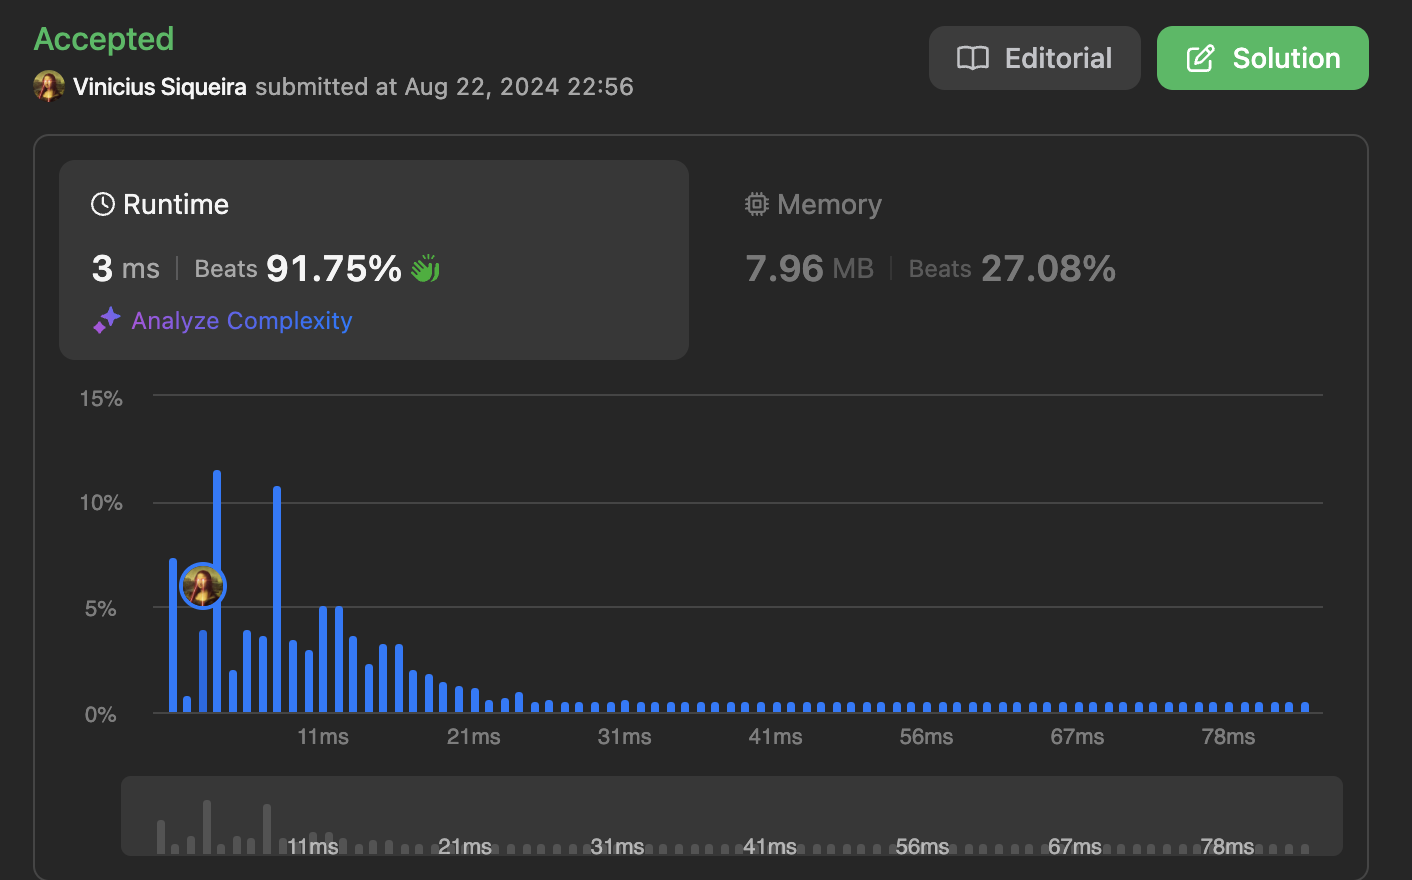 Accepted
Vinicius Siqueira submitted at Aug 22, 2024 22:56
Editorial
Solution
Runtime
3 ms Beats 91.75%
Analyze Complexity
Memory
7.96 MB Beats 27.08%
15%
10%
5%
0%
11ms 21ms 31ms 41ms 56ms 67ms 78ms
11ms 21ms 31ms 41ms 56ms 67ms 78ms